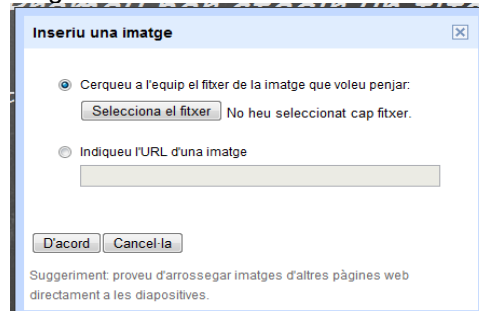 Inseriu una imatge
Cerqueu a l'equip el fitxer de la imatge que voleu penjar:
Selecciona el fitxer No heu seleccionat cap fitxer.
Indiqueu l'URL d'una imatge
D'acord Cancel·la
Suggeriment: proveu d'arrossegar imatges d'altres pàgines web
directament a les diapositives.